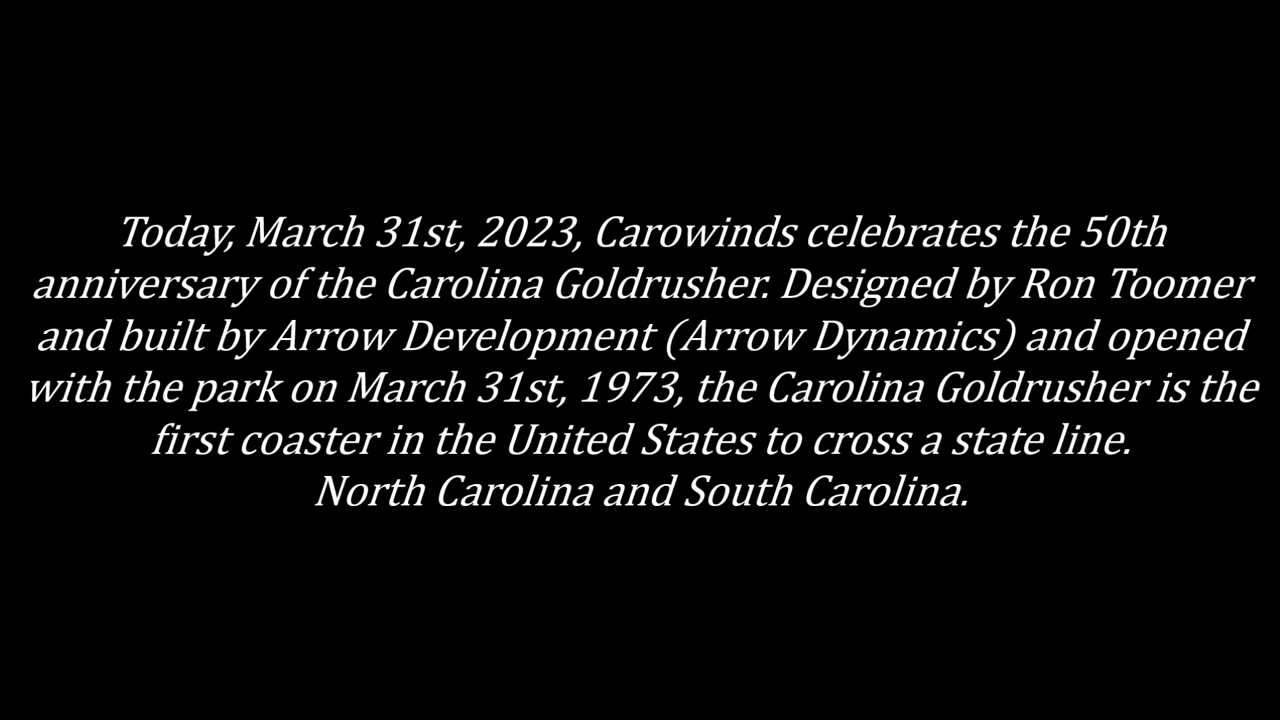 Today, March 31st, 2023, Carowinds celebrates the 50th
anniversary of the Carolina Goldrusher. Designed by Ron Toomer
and built by Arrow Development (Arrow Dynamics) and opened
with the park on March 31st, 1973, the Carolina Goldrusher is the
first coaster in the United States to cross a state line.
North Carolina and South Carolina.